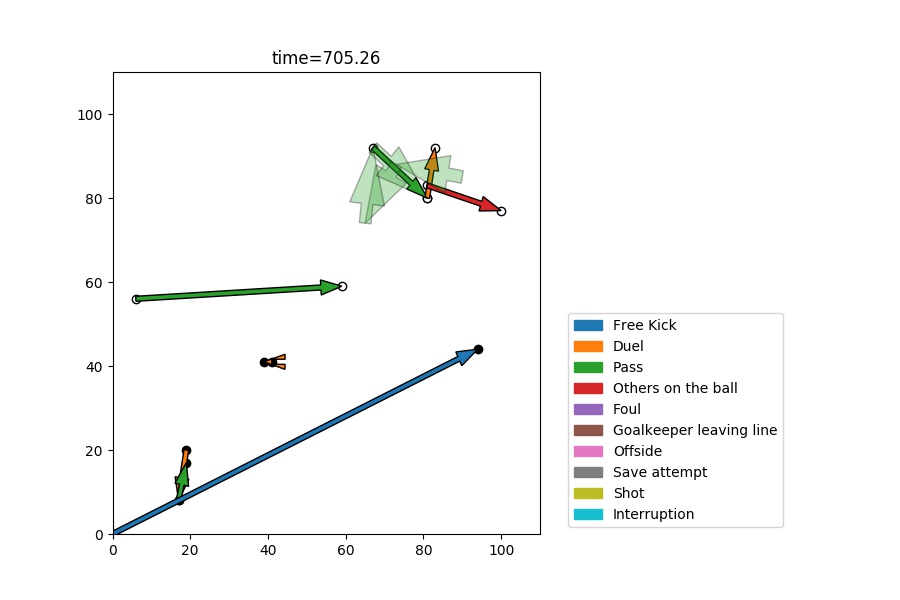 time=705.26
100
80
60
40
20
0
0 20 40 60 80 100
Free Kick
Duel
Pass
Others on the ball
Foul
Goalkeeper leaving line
Offside
Save attempt
Shot
Interruption